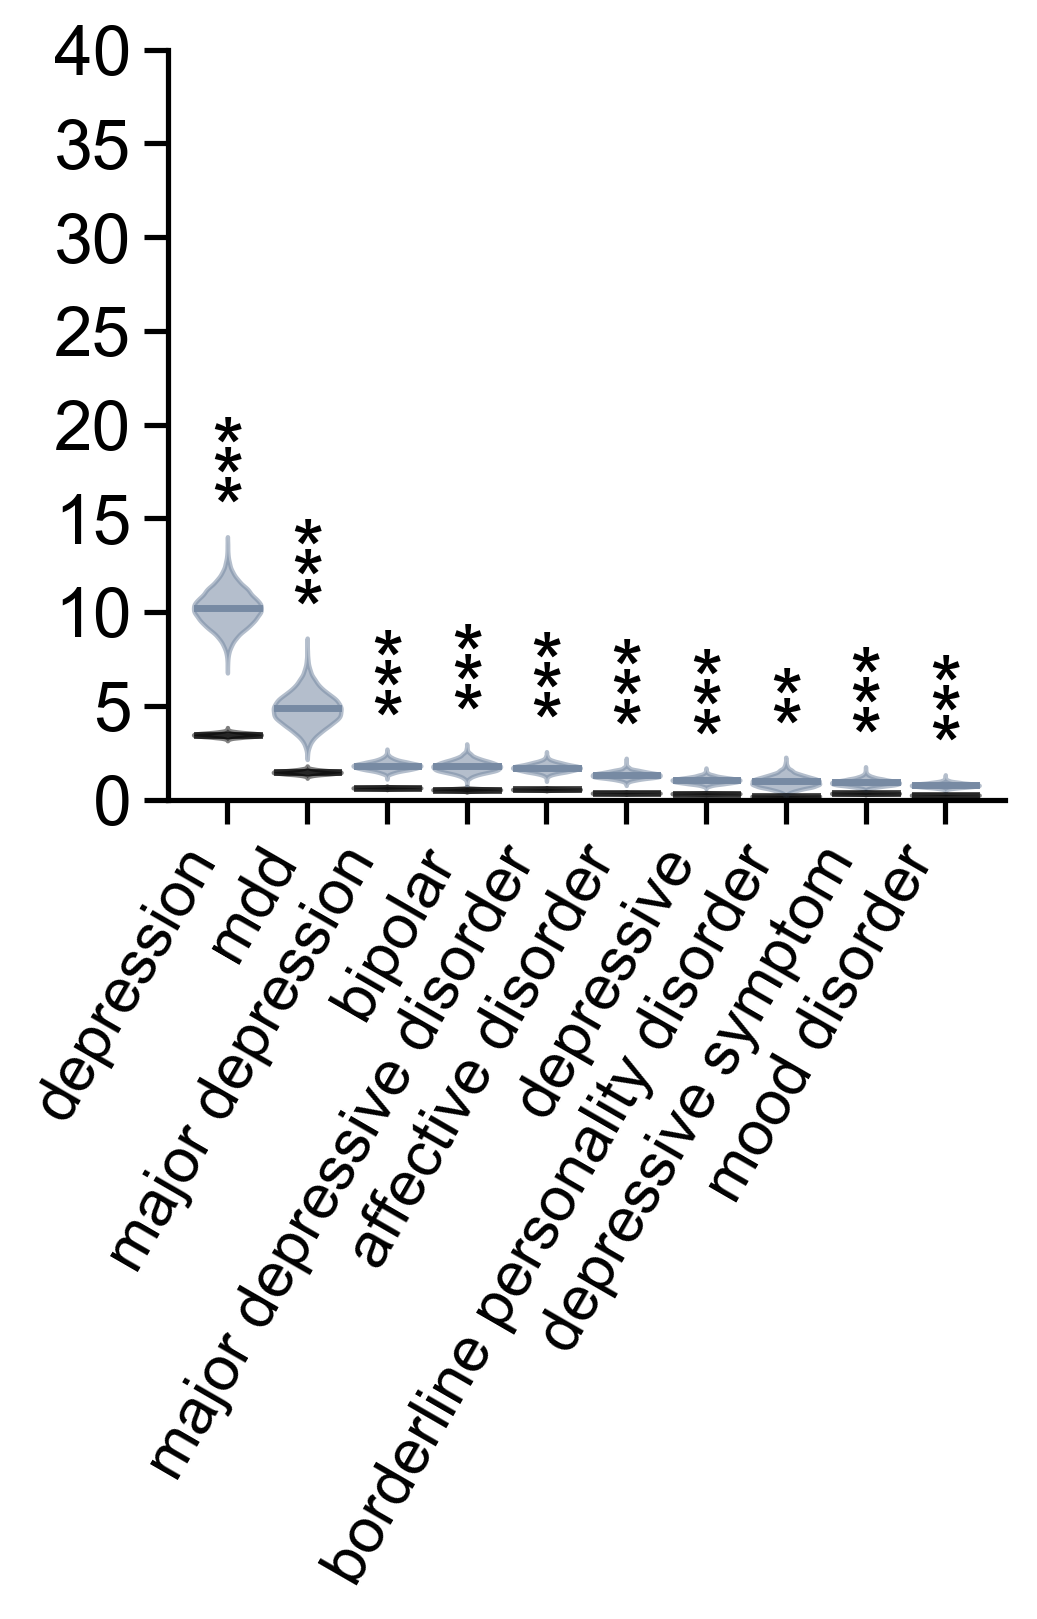 40
35
30
25
20
15
10
5
0
***
***
***
***
***
***
***
**
***
***
depression
mdd
major depression
bipolar
major depressive disorder
affective disorder
depressive
borderline personality disorder
depressive symptom
mood disorder